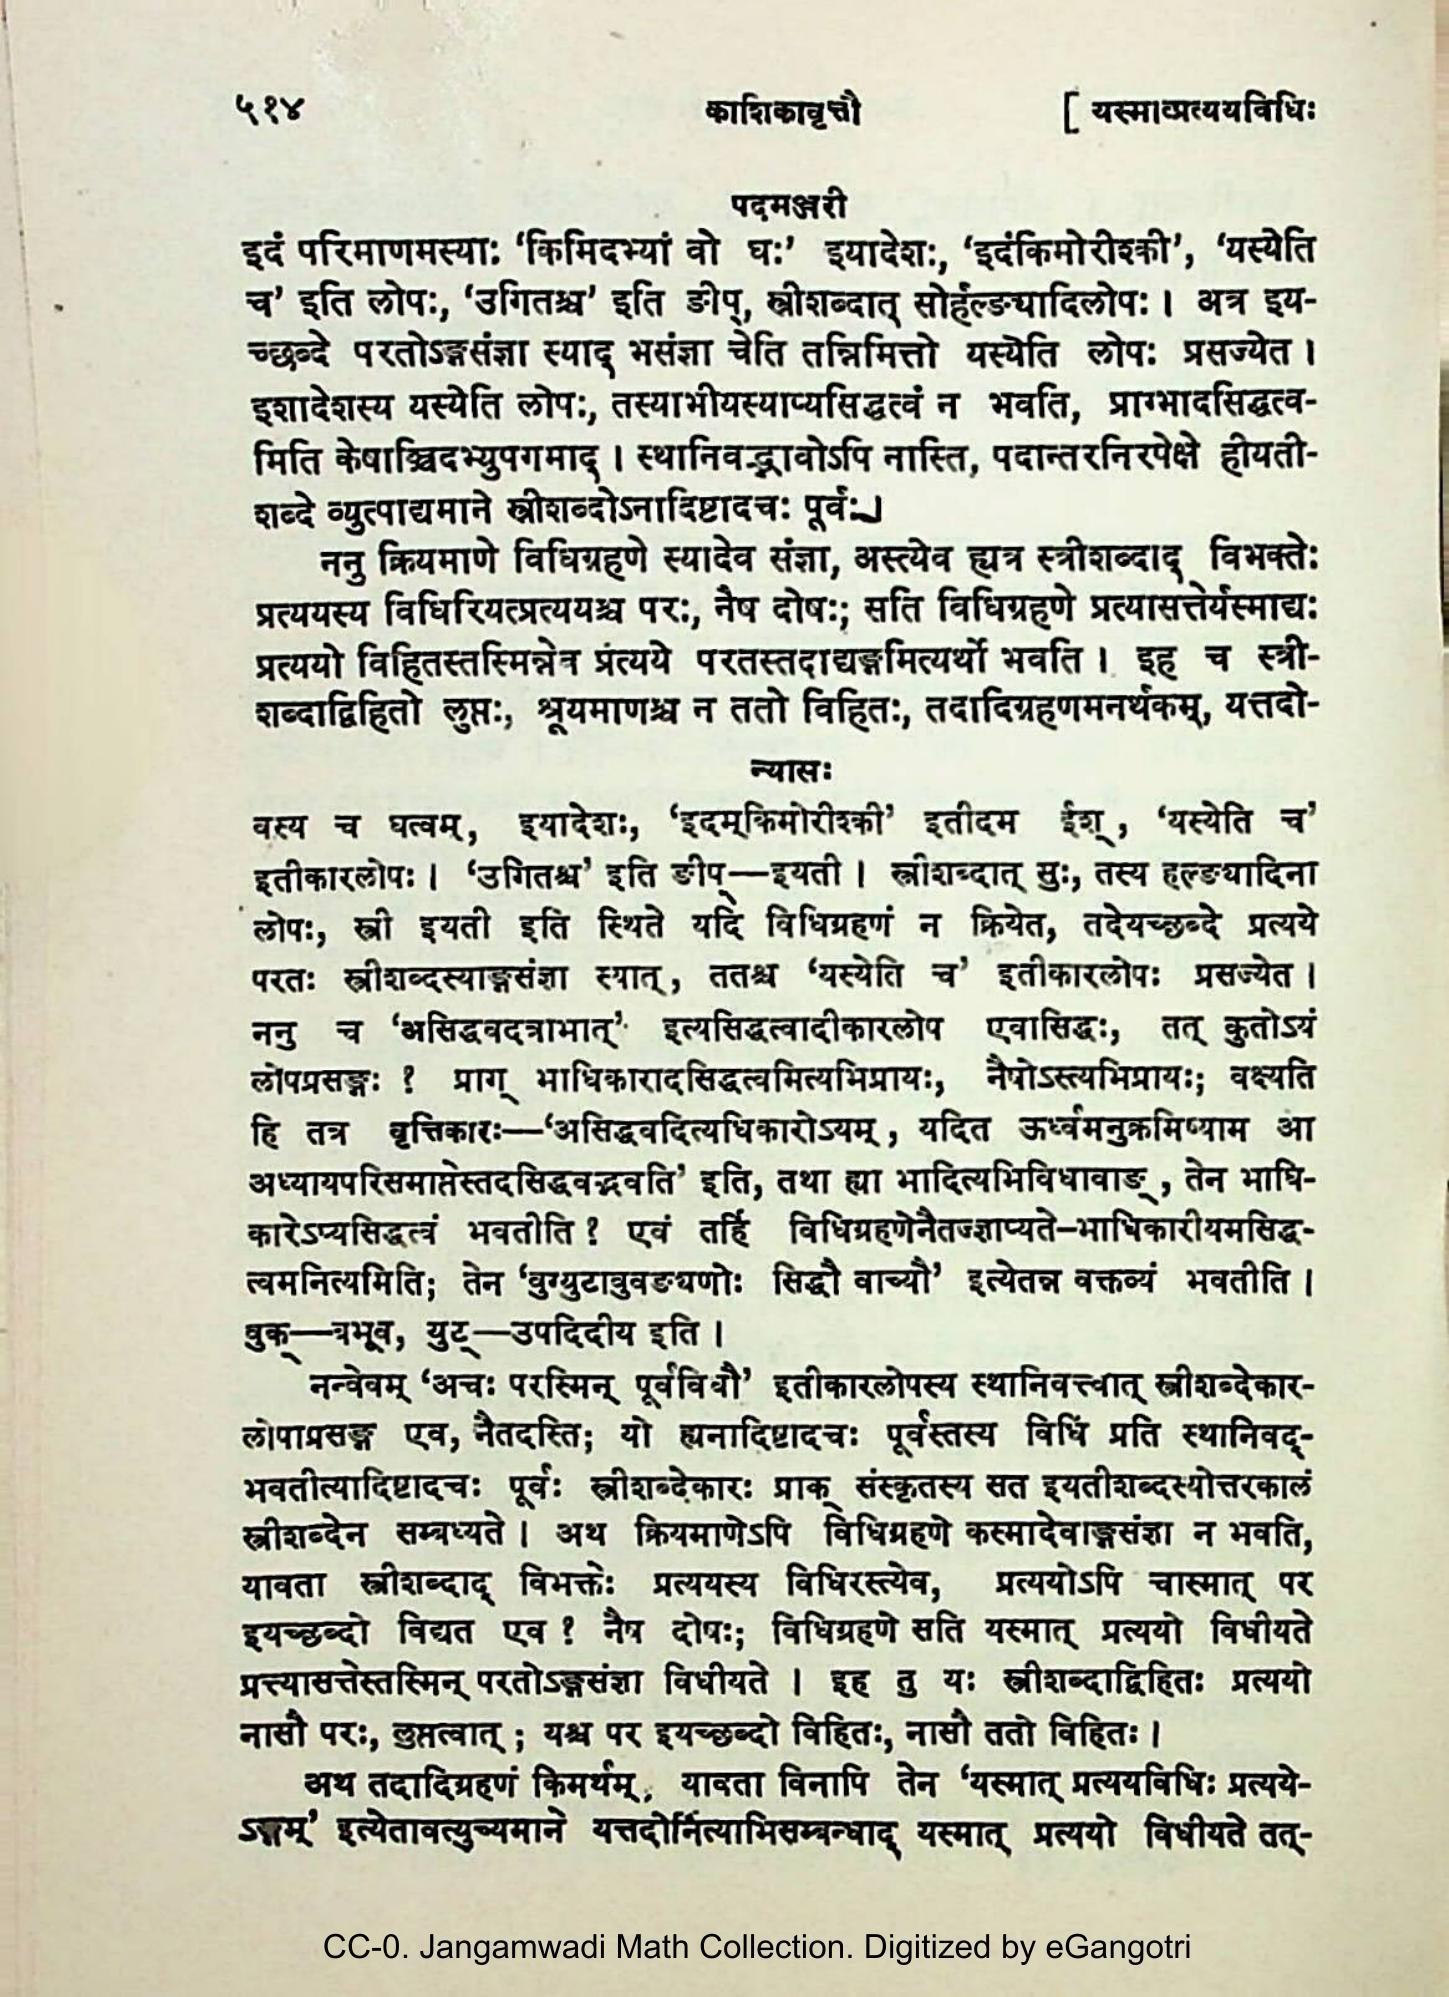 ५१४ काशिकावृत्तौ [ यस्मात्प्रत्ययविधिः
पदमञ्जरी
इदं परिमाणमस्याः ‘किमिदभ्यां वो घः’ इयादेशः, ‘इदंकिमोरीश्की’, ‘यस्येति
च’ इति लोपः, ‘उगितश्च’ इति ङीप्, स्त्रीशब्दात् सोर्हल्ङ्यादिलोपः । अत्र इय-
च्छब्दे परतोऽङ्गसंज्ञा स्याद् भसंज्ञा चेति तन्निमित्तो यस्येति लोपः प्रसज्येत ।
इशादेशस्य यस्येति लोपः, तस्याभीयस्याप्यसिद्धत्वं न भवति, प्राग्भादसिद्धत्व-
मिति केषाञ्चिदभ्युपगमाद् । स्थानिवद्भावोऽपि नास्ति, पदान्तरनिरपेक्षे हीयती-
शब्दे व्युत्पाद्यमाने स्त्रीशब्दोऽनादिष्टादचः पूर्वः।
ननु क्रियमाणे विधिग्रहणे स्यादेव संज्ञा, अस्त्येव ह्यत्र स्त्रीशब्दाद् विभक्तेः
प्रत्ययस्य विधिरियत्प्रत्ययश्च परः, नैष दोषः; सति विधिग्रहणे प्रत्यासत्तेर्यस्माद्यः
प्रत्ययो विहितस्तस्मिन्नेव प्रत्यये परतस्तदाद्यङ्गमित्यर्थो भवति । इह च स्त्री-
शब्दाद्विहितो लुप्तः, श्रूयमाणश्च न ततो विहितः, तदादिग्रहणमनर्थकम्, यत्तदो-
न्यासः
वस्य च घत्वम्, इयादेशः, ‘इदम्किमोरीश्की’ इतीदम ईश्, ‘यस्येति च’
इतीकारलोपः । ‘उगितश्च’ इति ङीप्—इयती । स्त्रीशब्दात् सुः, तस्य हल्ङ्यादिना
लोपः, स्त्री इयती इति स्थिते यदि विधिग्रहणं न क्रियेत, तदेयच्छब्दे प्रत्यये
परतः स्त्रीशब्दस्याङ्गसंज्ञा स्यात्, ततश्च ‘यस्येति च’ इतीकारलोपः प्रसज्येत ।
ननु च ‘असिद्धवदत्राभात्’ इत्यसिद्धत्वादीकारलोप एवासिद्धः, तत् कुतोऽयं
लोपप्रसङ्गः ? प्राग् भाधिकारादसिद्धत्वमित्यभिप्रायः, नैषोऽस्त्यभिप्रायः; वक्ष्यति
हि तत्र वृत्तिकारः—‘असिद्धवदित्यधिकारोऽयम्, यदित ऊर्ध्वमनुक्रमिष्याम आ
अध्यायपरिसमाप्तेस्तदसिद्धवद्भवति’ इति, तथा ह्या भादित्यभिविधावाङ्, तेन भाधि-
कारेऽप्यसिद्धत्वं भवतीति ? एवं तर्हि विधिग्रहणेनैतज्ज्ञाप्यते–भाधिकारीयमसिद्ध-
त्वमनित्यमिति; तेन ‘वुग्युटावुवङ्यणोः सिद्धौ वाच्यौ’ इत्येतन्न वक्तव्यं भवतीति ।
वुक्—बभूव, युट्—उपदिदीय इति ।
नन्वेवम् ‘अचः परस्मिन् पूर्वविधौ’ इतीकारलोपस्य स्थानिवत्त्वात् स्त्रीशब्देकार-
लोपाप्रसङ्ग एव, नैतदस्ति; यो ह्यनादिष्टादचः पूर्वस्तस्य विधिं प्रति स्थानिवद्-
भवतीत्यादिष्टादचः पूर्वः स्त्रीशब्देकारः प्राक् संस्कृतस्य सत इयतीशब्दस्योत्तरकालं
स्त्रीशब्देन सम्बध्यते । अथ क्रियमाणेऽपि विधिग्रहणे कस्मादेवाङ्गसंज्ञा न भवति,
यावता स्त्रीशब्दाद् विभक्तेः प्रत्ययस्य विधिरस्त्येव, प्रत्ययोऽपि चास्मात् पर
इयच्छब्दो विद्यत एव ? नैष दोषः; विधिग्रहणे सति यस्मात् प्रत्ययो विधीयते
प्रत्त्यासत्तेस्तस्मिन् परतोऽङ्गसंज्ञा विधीयते । इह तु यः स्त्रीशब्दाद्विहितः प्रत्ययो
नासौ परः, लुप्तत्वात् ; यश्च पर इयच्छब्दो विहितः, नासौ ततो विहितः ।
अथ तदादिग्रहणं किमर्थम्, यावता विनापि तेन ‘यस्मात् प्रत्ययविधिः प्रत्यये-
ऽङ्गम्’ इत्येतावत्युच्यमाने यत्तदोर्नित्याभिसम्बन्धाद् यस्मात् प्रत्ययो विधीयते तत्-
CC-0. Jangamwadi Math Collection. Digitized by eGangotri